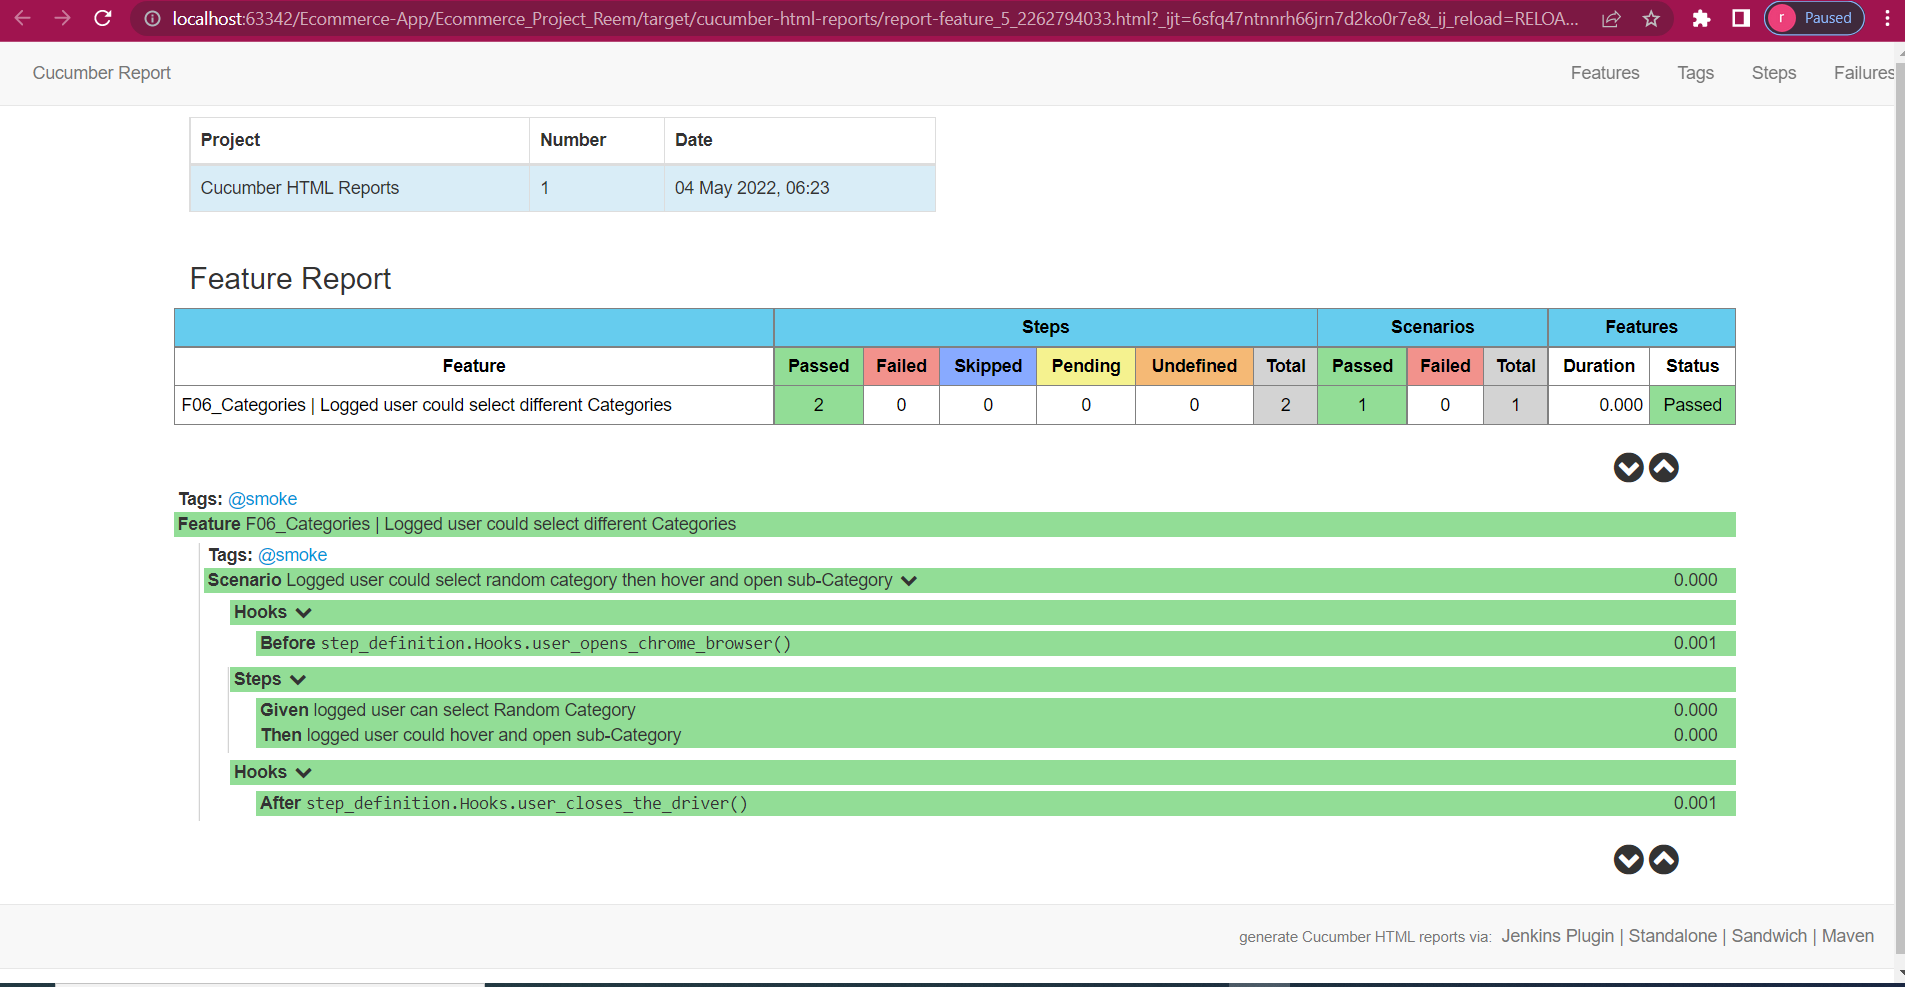 localhost:63342/Ecommerce-App/Ecommerce_Project_Reem/target/cucumber-html-reports/report-feature_5_2262794033.html?_ijt=6sfq47ntnnrh66jrn7d2ko0r7e&_ij_reload=RELOA...
r Paused
Cucumber Report Features Tags Steps Failures
Project Number Date
Cucumber HTML Reports 1 04 May 2022, 06:23
Feature Report
Steps Scenarios Features
Feature Passed Failed Skipped Pending Undefined Total Passed Failed Total Duration Status
F06_Categories | Logged user could select different Categories 2 0 0 0 0 2 1 0 1 0.000 Passed
Tags: @smoke
Feature F06_Categories | Logged user could select different Categories
Tags: @smoke
Scenario Logged user could select random category then hover and open sub-Category 0.000
Hooks
Before step_definition.Hooks.user_opens_chrome_browser() 0.001
Steps
Given logged user can select Random Category 0.000
Then logged user could hover and open sub-Category 0.000
Hooks
After step_definition.Hooks.user_closes_the_driver() 0.001
generate Cucumber HTML reports via: Jenkins Plugin | Standalone | Sandwich | Maven